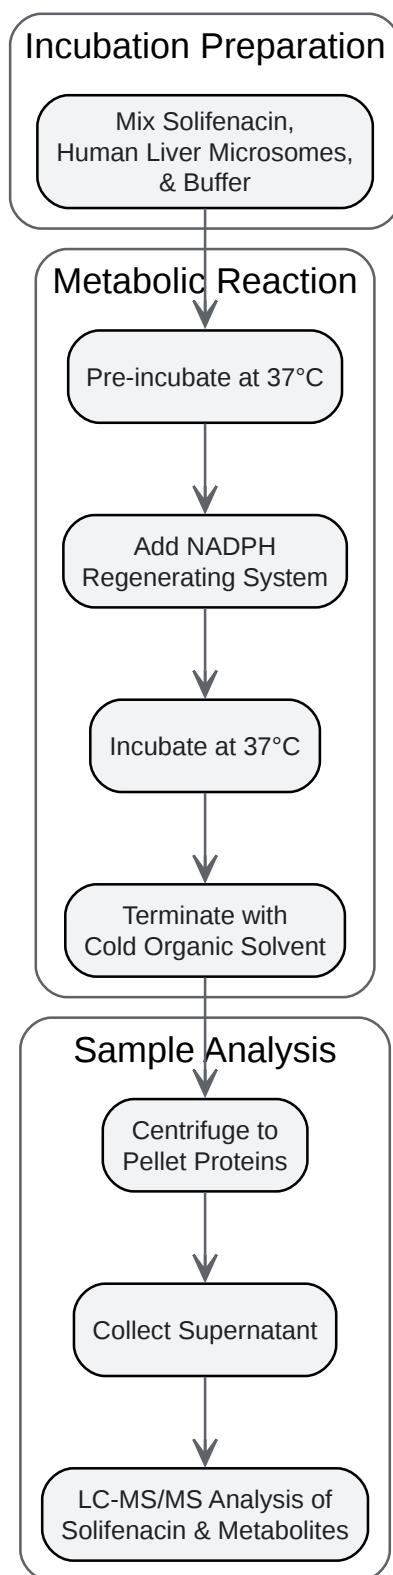 Incubation Preparation
Mix Solifenacin,
Human Liver Microsomes,
& Buffer
Metabolic Reaction
Pre-incubate at 37°C
Add NADPH
Regenerating System
Incubate at 37°C
Terminate with
Cold Organic Solvent
Sample Analysis
Centrifuge to
Pellet Proteins
Collect Supernatant
LC-MS/MS Analysis of
Solifenacin & Metabolites